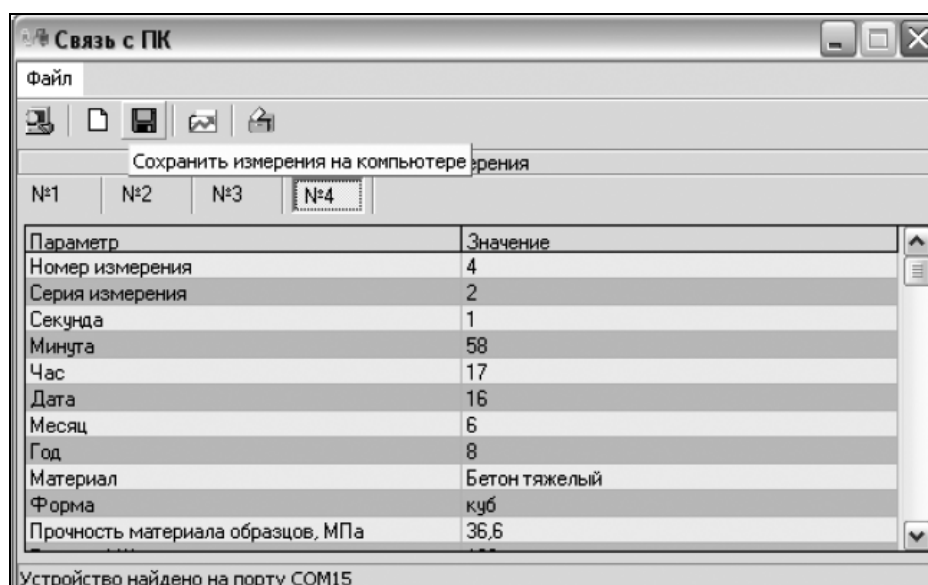 Связь с ПК
Файл
Сохранить измерения на компьютере
№1 №2 №3 №4
Параметр Значение
Номер измерения 4
Серия измерения 2
Секунда 1
Минута 58
Час 17
Дата 16
Месяц 6
Год 8
Материал Бетон тяжелый
Форма куб
Прочность материала образцов, МПа 36,6
Устройство найдено на порту COM15